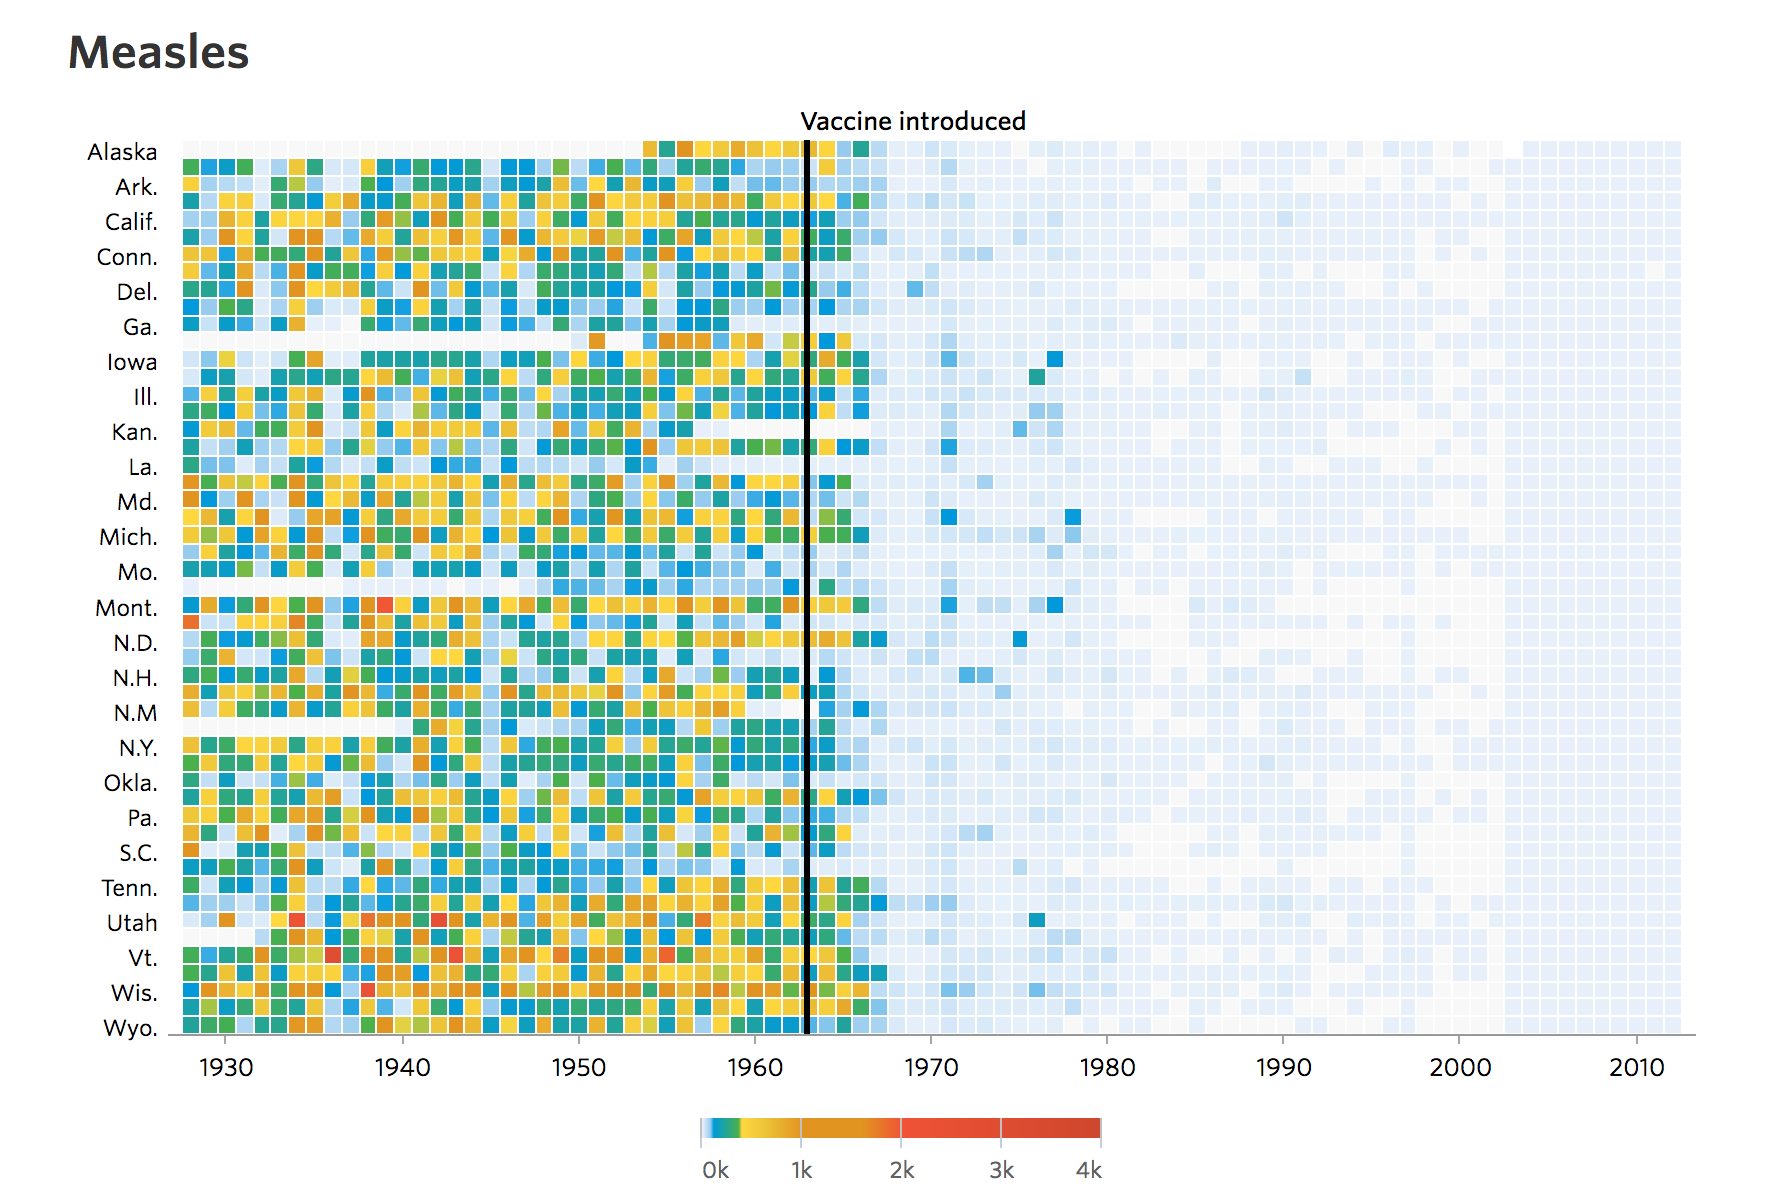 Measles
Vaccine introduced
Alaska
Ark.
Calif.
Conn.
Del.
Ga.
Iowa
Ill.
Kan.
La.
Md.
Mich.
Mo.
Mont.
N.D.
N.H.
N.M
N.Y.
Okla.
Pa.
S.C.
Tenn.
Utah
Vt.
Wis.
Wyo.
1930 1940 1950 1960 1970 1980 1990 2000 2010
0k 1k 2k 3k 4k